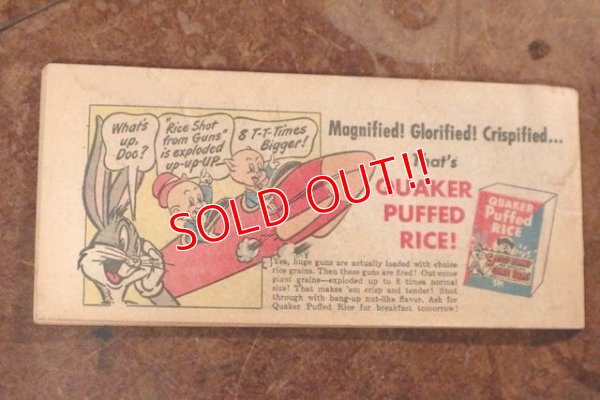 What's
up,
Doc?
"Rice Shot
from Guns"
is exploded
up-up-UP
8 T-T-Times
Bigger!
Magnified! Glorified! Crispified...
That's
QUAKER
PUFFED
RICE!
SOLD OUT!!
QUAKER
Puffed
RICE
Yes, huge guns are actually loaded with choice
rice grains. Then these guns are fired! Out come
giant grains—exploded up to 8 times normal
size! That makes 'em crisp and tender! Shot
through with bang-up nut-like flavor. Ask for
Quaker Puffed Rice for breakfast tomorrow!